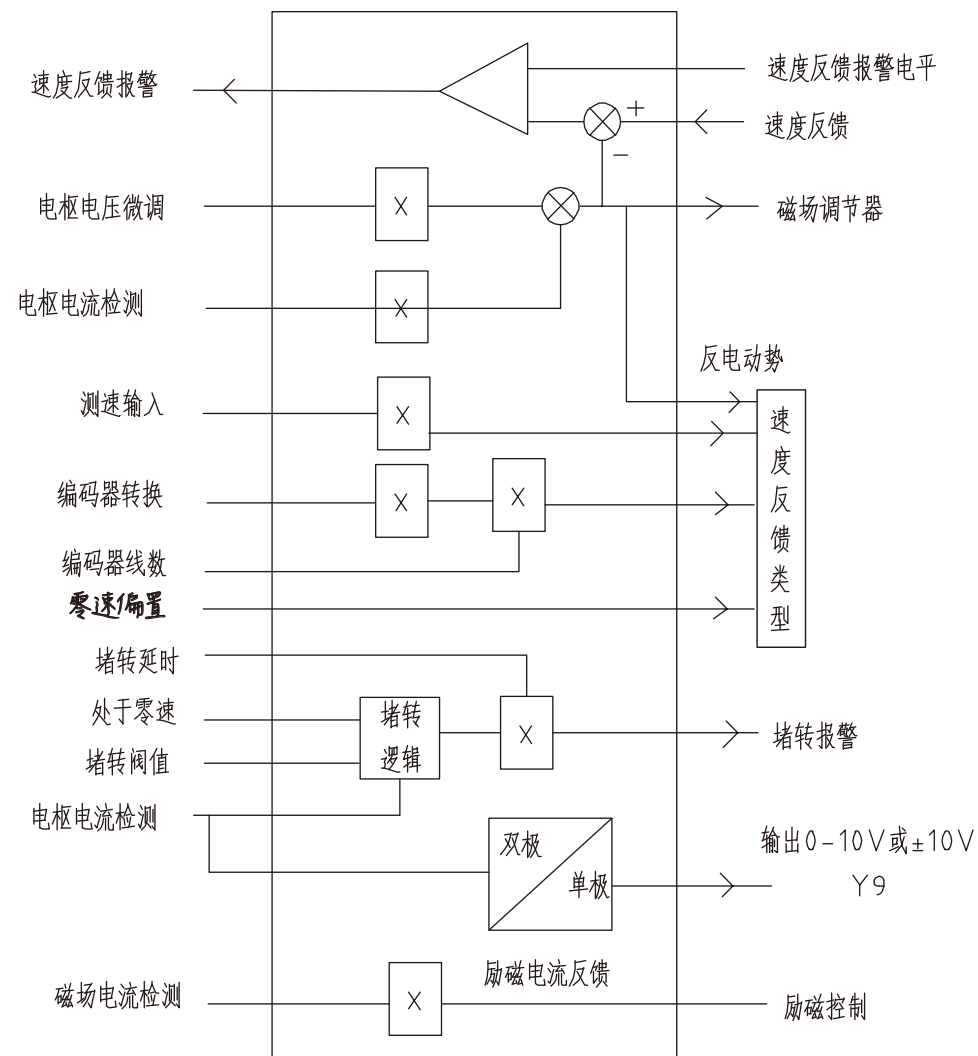 速度反馈报警
速度反馈报警电平
+
速度反馈
-
电枢电压微调
X
磁场调节器
电枢电流检测
X
反电动势
测速输入
X
速度反馈类型
编码器转换
X
X
编码器线数
零速偏置
堵转延时
处于零速
堵转逻辑
X
堵转报警
堵转阀值
电枢电流检测
双极
单极
输出0-10V或±10V
Y9
励磁电流反馈
磁场电流检测
X
励磁控制